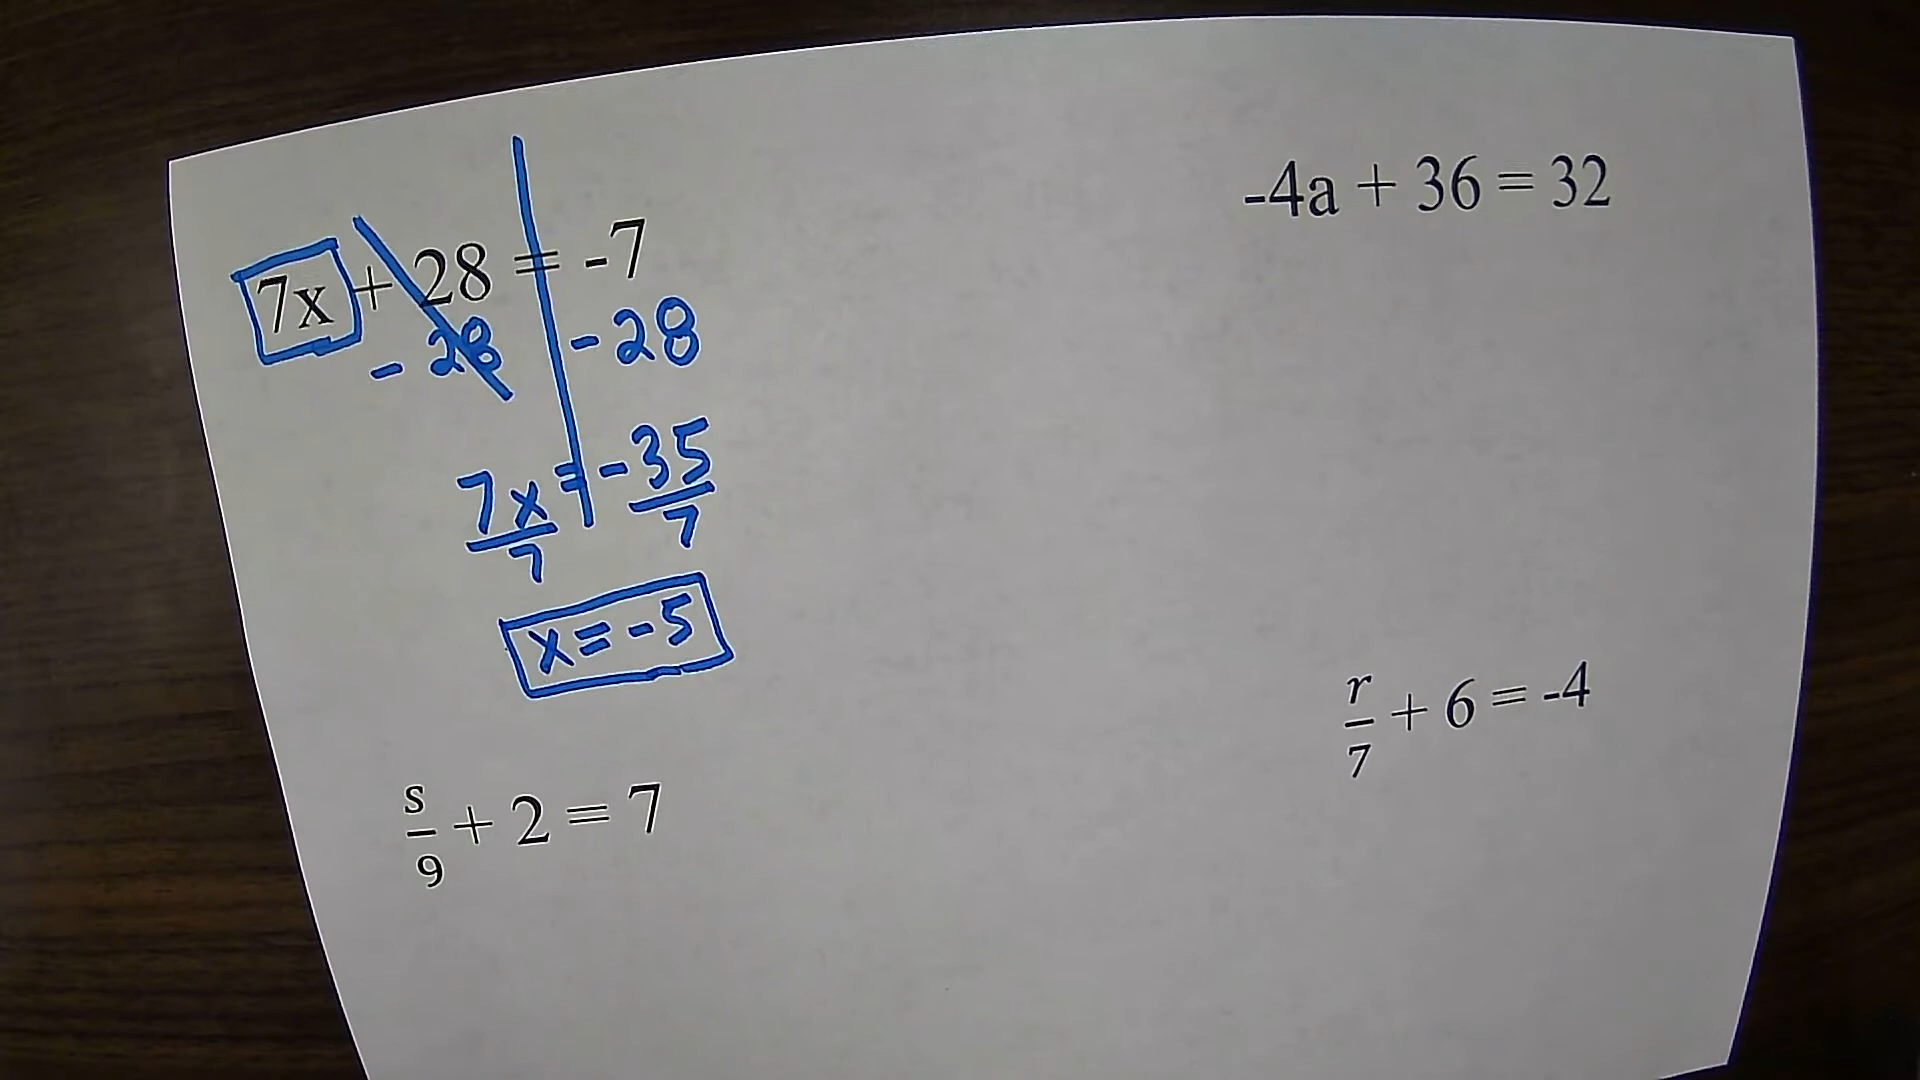 7x + 28 = -7
- 28 - 28
7x = -35
7 7
x = -5
-4a + 36 = 32
s/9 + 2 = 7
r/7 + 6 = -4